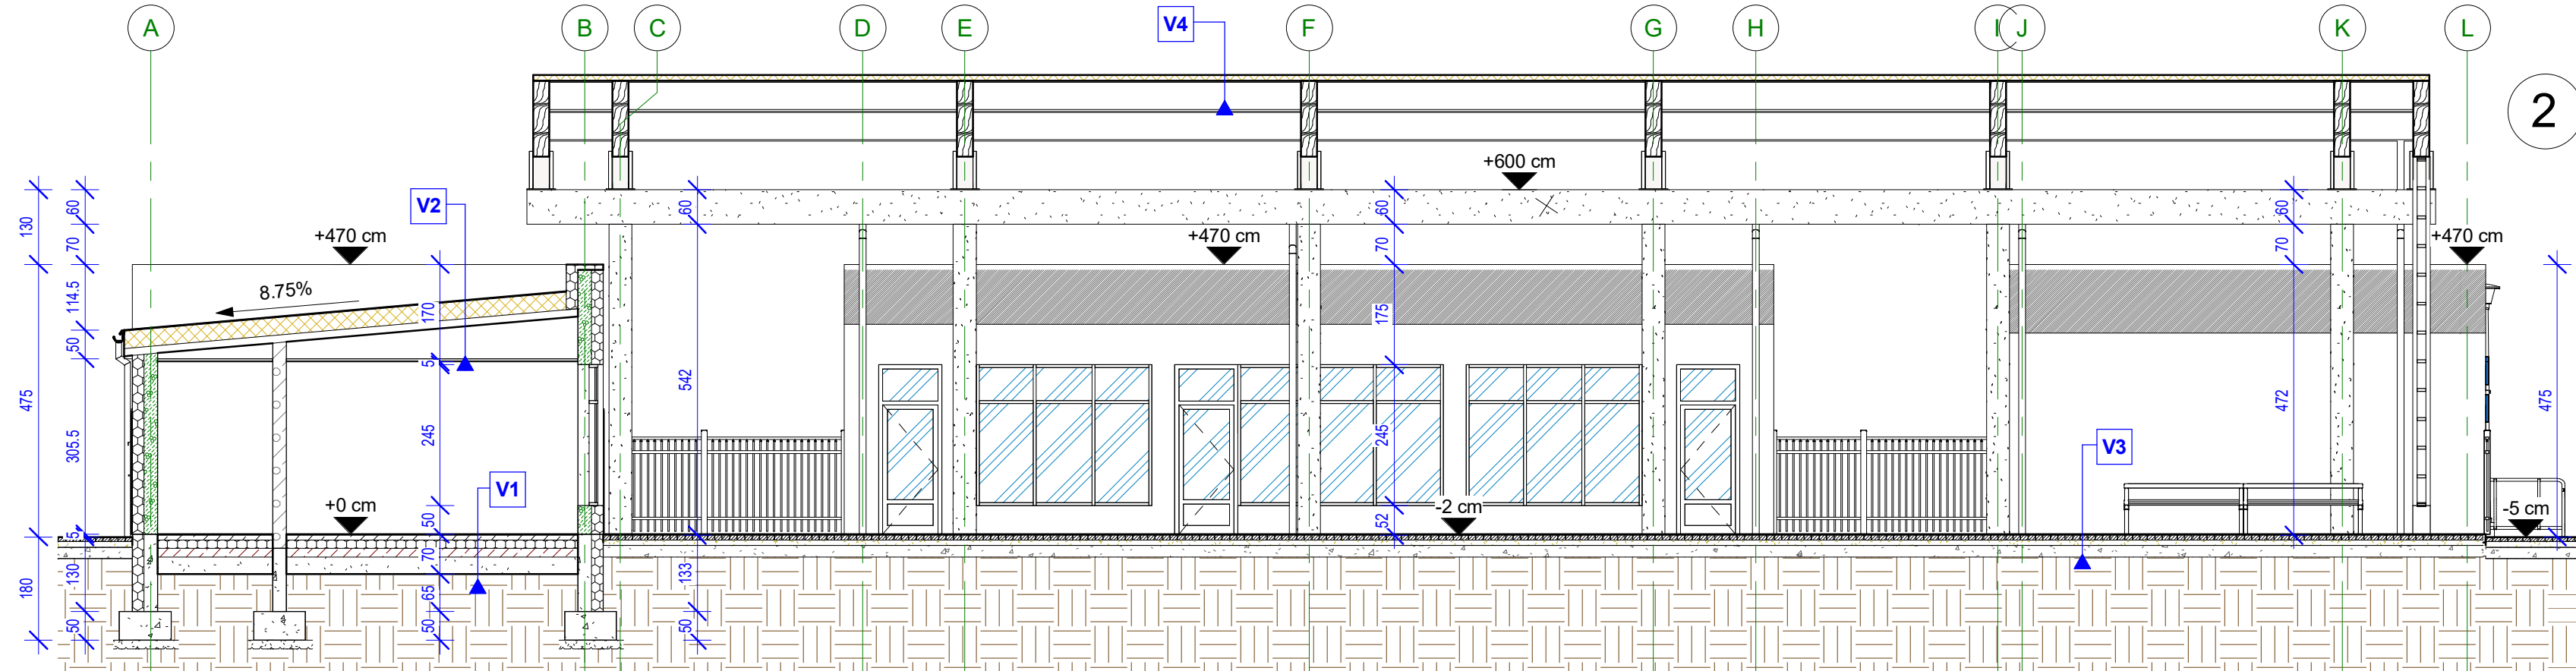 A B C D E F G H I J K L
V4
2
+600 cm
V2
60 130 60 60 60
+470 cm +470 cm +470 cm
70 70 70
8.75%
114.5 170 175
50 5
475 542 245 472 475
305.5 245
V3
V1
+0 cm -2 cm -5 cm
5 50 52
180 130 70 133
65
50 50 50